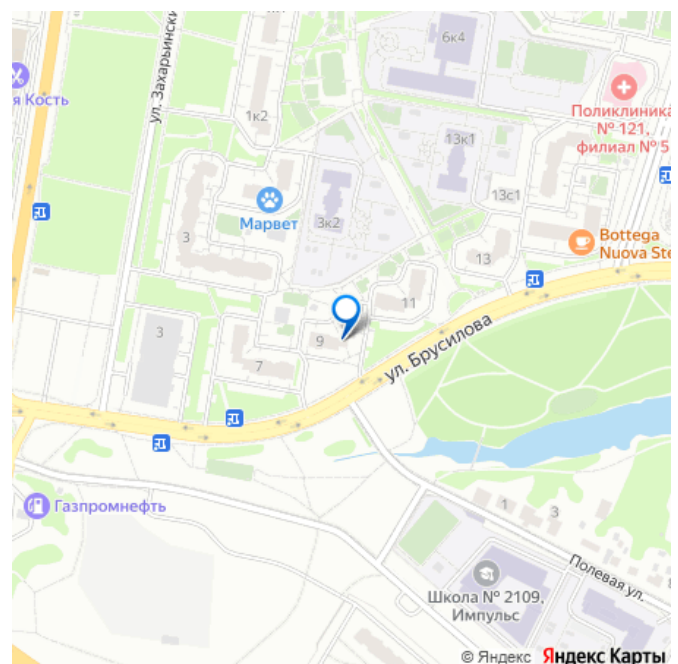 6к4
я Кость
ул. Захарьински
1к2
Поликлиника
№ 121,
филиал № 5
13к1
13с1
Марвет
3к2
3
Bottega
Nuova Ste
13
11
9
3
7
ул. Брусилова
Газпромнефть
1
3
Полевая ул.
Школа № 2109,
Импульс
© Яндекс Яндекс Карты